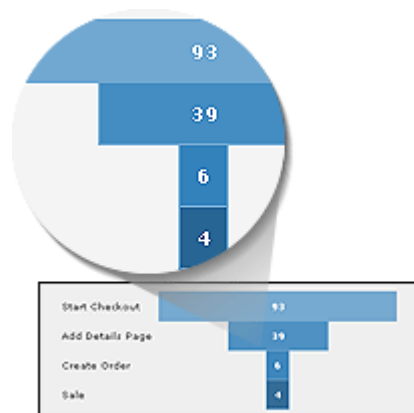 93
39
6
4
Start Checkout 93
Add Details Page 39
Create Order 6
Sale 4